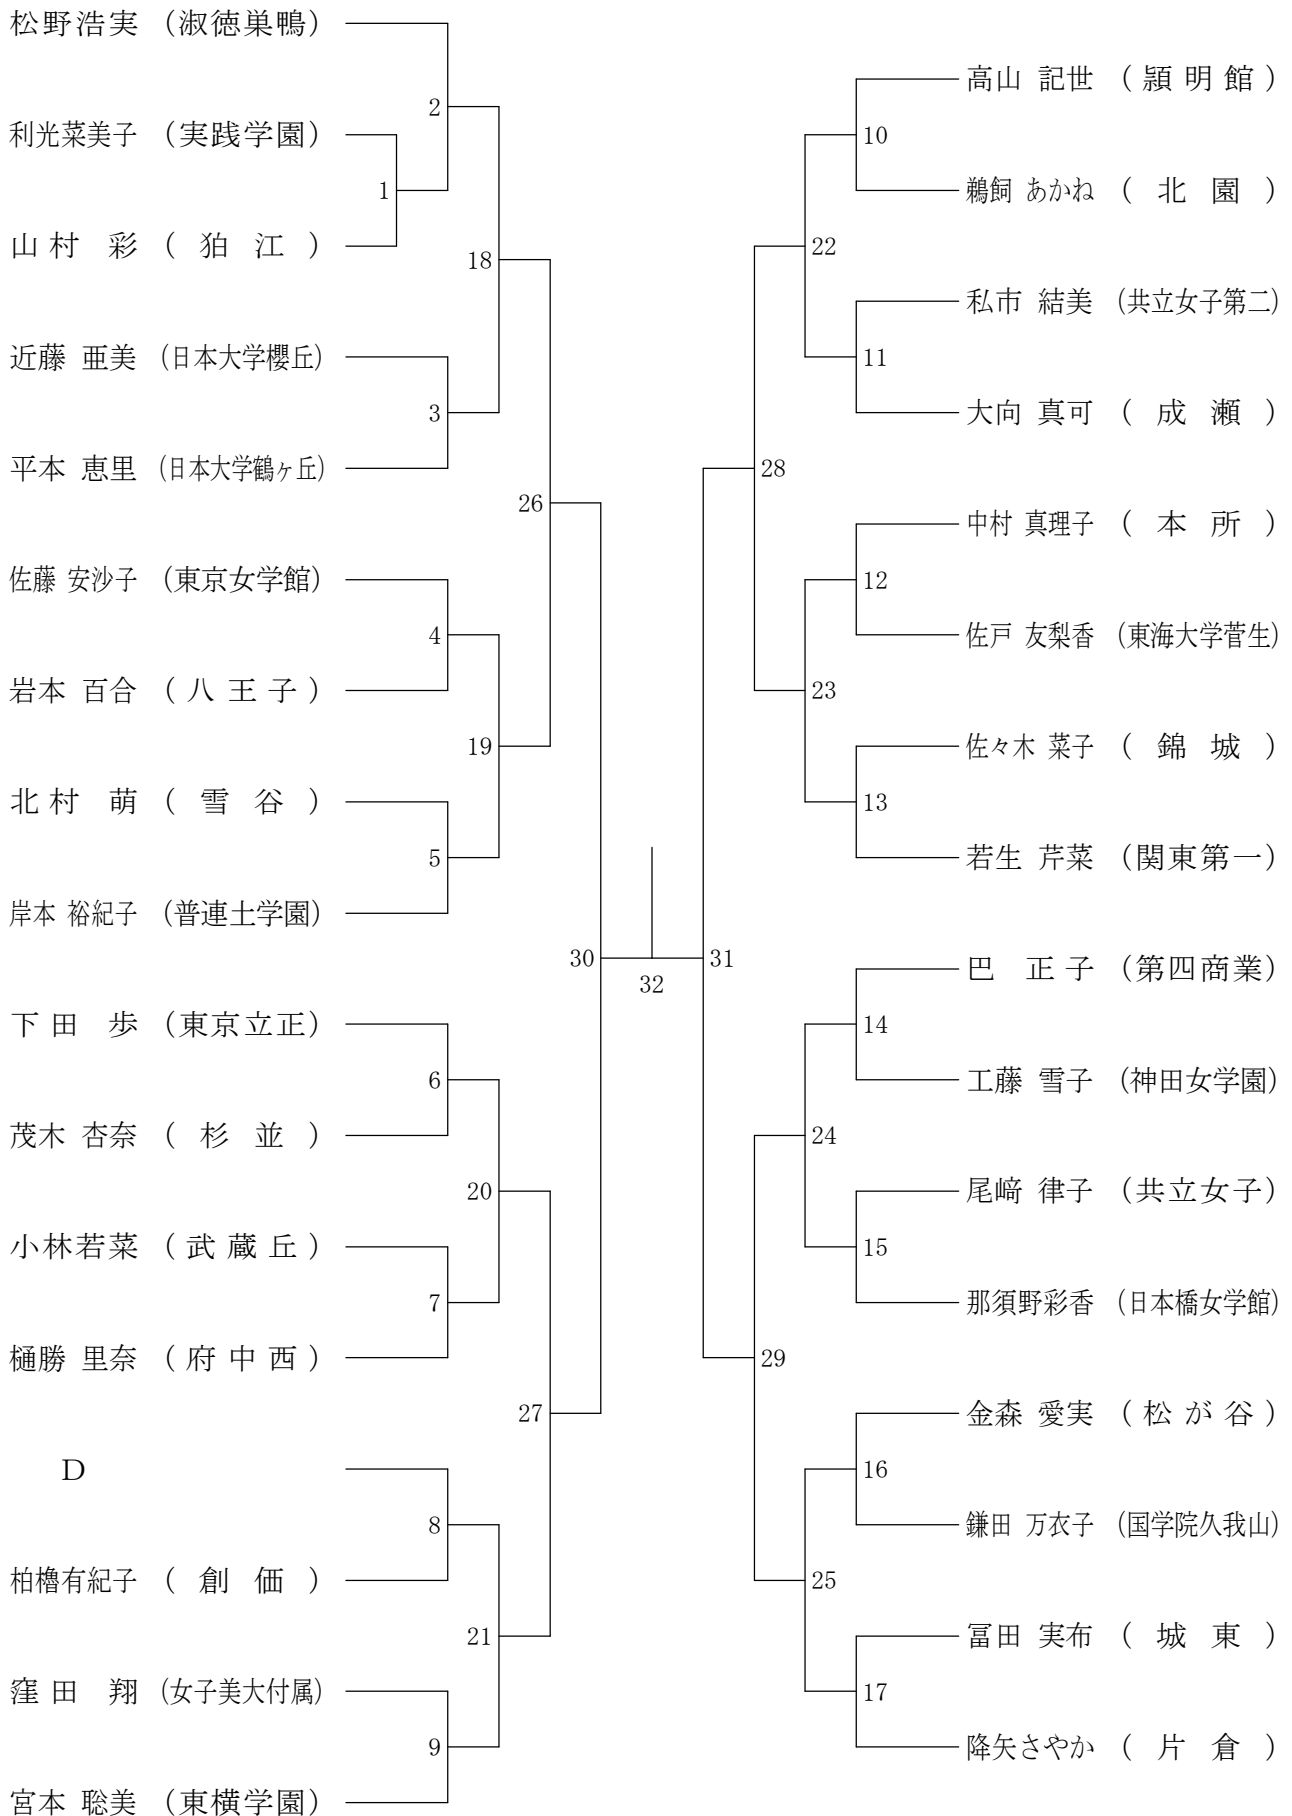 松野浩実 (淑徳巣鴨)
2
利光菜美子 (実践学園)
1
山村 彩 (狛江)
18
近藤 亜美 (日本大学櫻丘)
3
平本 恵里 (日本大学鶴ヶ丘)
26
佐藤 安沙子 (東京女学館)
4
岩本 百合 (八王子)
19
北村 萌 (雪谷)
5
岸本 裕紀子 (普連土学園)
30
下田 歩 (東京立正)
6
茂木 杏奈 (杉並)
20
小林若菜 (武蔵丘)
7
樋勝 里奈 (府中西)
27
D
8
柏櫓有紀子 (創価)
21
窪田 翔 (女子美大付属)
9
宮本 聡美 (東横学園)
32
高山 記世 (穎明館)
10
鵜飼 あかね (北園)
22
私市 結美 (共立女子第二)
11
大向 真可 (成瀬)
28
中村 真理子 (本所)
12
佐戸 友梨香 (東海大学菅生)
23
佐々木 菜子 (錦城)
13
若生 芹菜 (関東第一)
31
巴 正子 (第四商業)
14
工藤 雪子 (神田女学園)
24
尾﨑 律子 (共立女子)
15
那須野彩香 (日本橋女学館)
29
金森 愛実 (松が谷)
16
鎌田 万衣子 (国学院久我山)
25
冨田 実布 (城東)
17
降矢さやか (片倉)